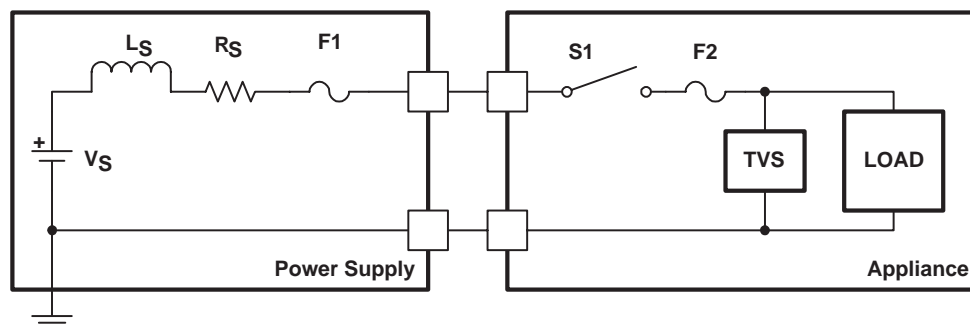 LS
RS
F1
S1
F2
+
VS
TVS
LOAD
Power Supply
Appliance